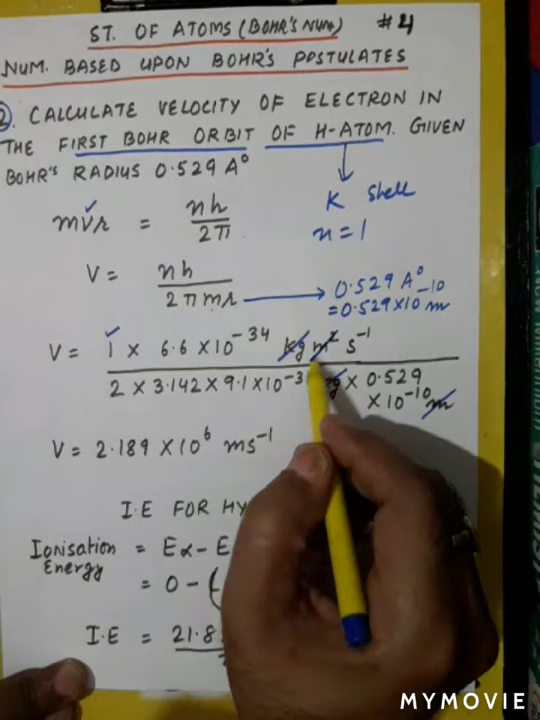 ST. OF ATOMS (BOHR'S NUM) #4
NUM. BASED UPON BOHR'S POSTULATES
2) CALCULATE VELOCITY OF ELECTRON IN
THE FIRST BOHR ORBIT OF H-ATOM. GIVEN
BOHR'S RADIUS 0.529 A°
K Shell
mvr = nh / 2π
n = 1
V = nh / 2πmr → 0.529 A°
= 0.529 × 10⁻¹⁰ m
V = 1 × 6.6 × 10⁻³⁴ kg m² s⁻¹
2 × 3.142 × 9.1 × 10⁻³ kg × 0.529
× 10⁻¹⁰ m
V = 2.189 × 10⁶ ms⁻¹
I.E FOR HY
Ionisation Energy = E∝ – E
= 0 – (
I.E = 21.8
MYMOVIE